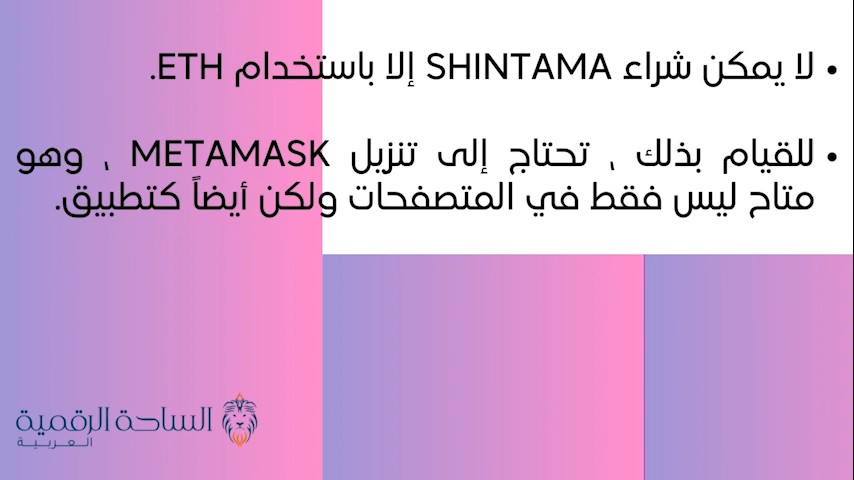 • لا يمكن شراء SHINTAMA إلا باستخدام ETH.
• للقيام بذلك ، تحتاج إلى تنزيل METAMASK ، وهو
متاح ليس فقط في المتصفحات ولكن أيضاً كتطبيق.
الساحة الرقمية
العربية